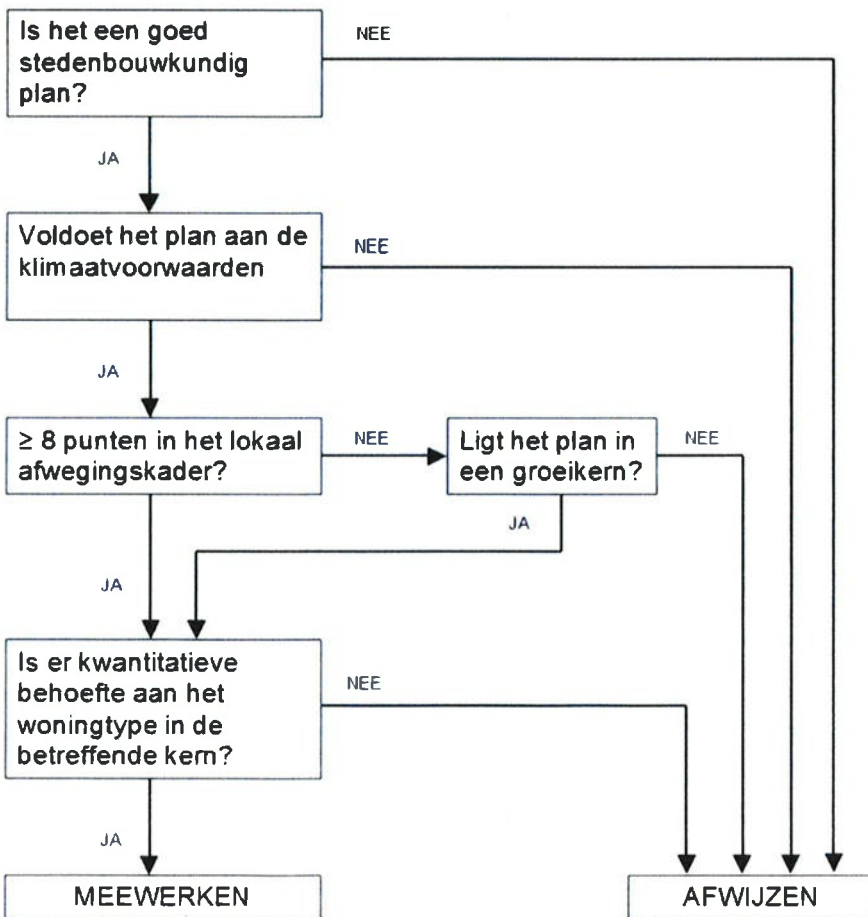 Is het een goed
stedenbouwkundig
plan?
NEE
JA
Voldoet het plan aan de
klimaatvoorwaarden
NEE
JA
≥ 8 punten in het lokaal
afwegingskader?
NEE
Ligt het plan in
een groeikern?
NEE
JA
JA
Is er kwantitatieve
behoefte aan het
woningtype in de
betreffende kern?
NEE
JA
MEEWERKEN
AFWIJZEN